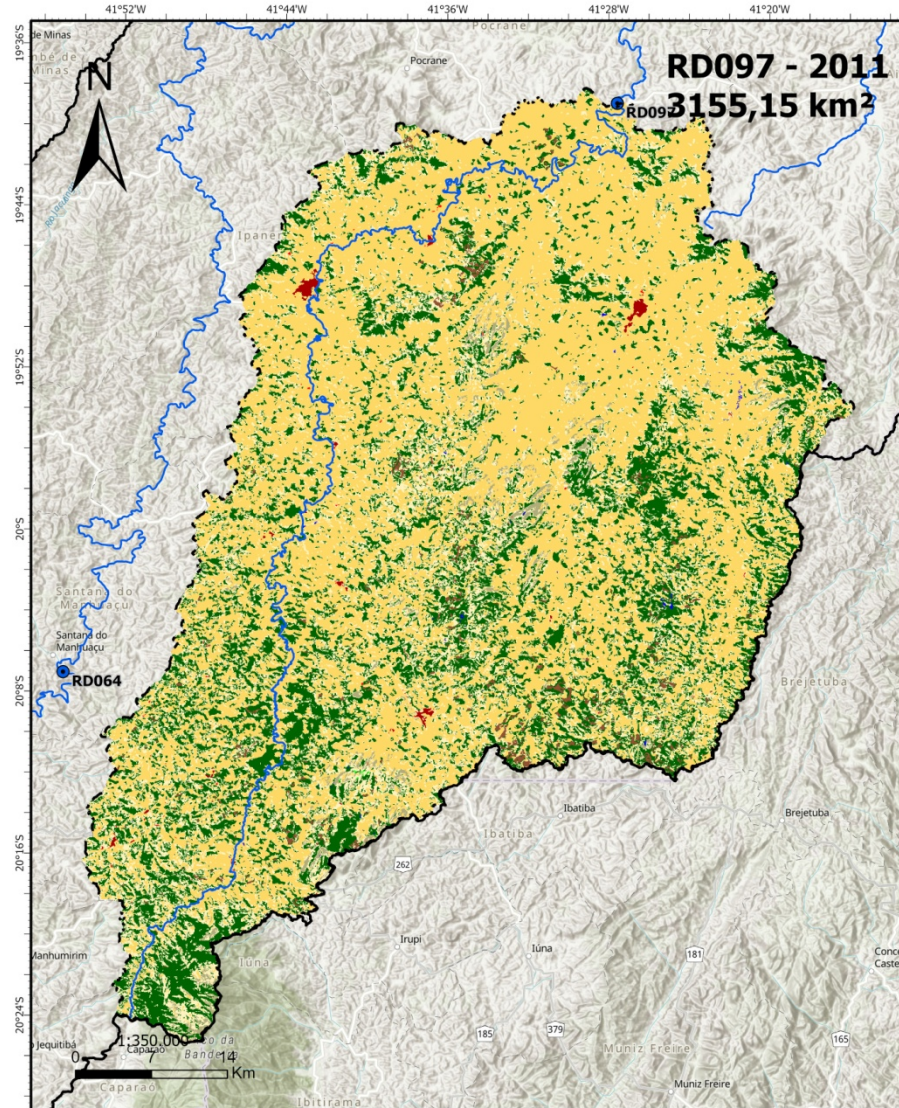 41°52'
41°44'
41°36'
41°28'
41°20'
19°36'S
19°44'
19°52'S
20°S
20°8'S
20°16'S
20°24'S
de Minas
Minas
N
Pocrane
Pocrane
RD097 - 2011
3155,15 km²
RD097
Santana do
Manhuaçu
Santana do
Manhuaçu
RD064
Brejetuba
Ibatiba
Brejetuba
Ibatiba
262
Manhumirim
Irupi
Iúna
Iúna
181
o Jequitibá
Caparaó
1:350.000
0
7
14
Km
185
379
165
Muniz Freire
Caparaó
Ibitirama
Muniz Freire